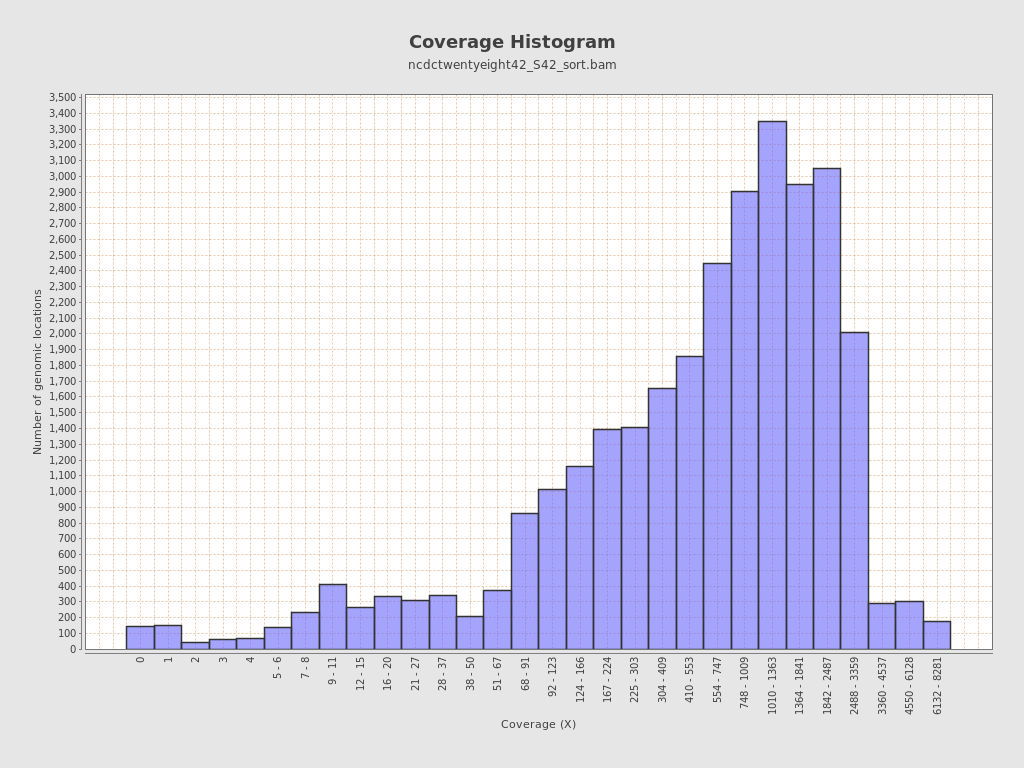 Coverage Histogram
ncdctwentyeight42_S42_sort.bam
3,500
3,400
3,300
3,200
3,100
3,000
2,900
2,800
2,700
2,600
2,500
2,400
2,300
2,200
2,100
2,000
1,900
1,800
1,700
1,600
1,500
1,400
1,300
1,200
1,100
1,000
900
800
700
600
500
400
300
200
100
0
Number of genomic locations
0
1
2
3
4
5 - 6
7 - 8
9 - 11
12 - 15
16 - 20
21 - 27
28 - 37
38 - 50
51 - 67
68 - 91
92 - 123
124 - 166
167 - 224
225 - 303
304 - 409
410 - 553
554 - 747
748 - 1009
1010 - 1363
1364 - 1841
1842 - 2487
2488 - 3359
3360 - 4537
4550 - 6128
6132 - 8281
Coverage (X)